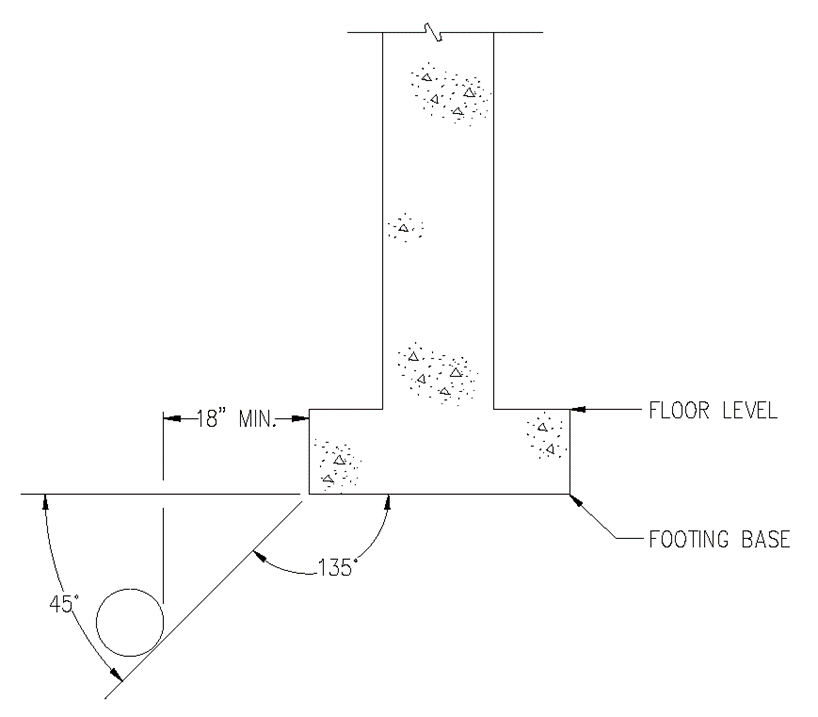 18" MIN.
FLOOR LEVEL
FOOTING BASE
135°
45°